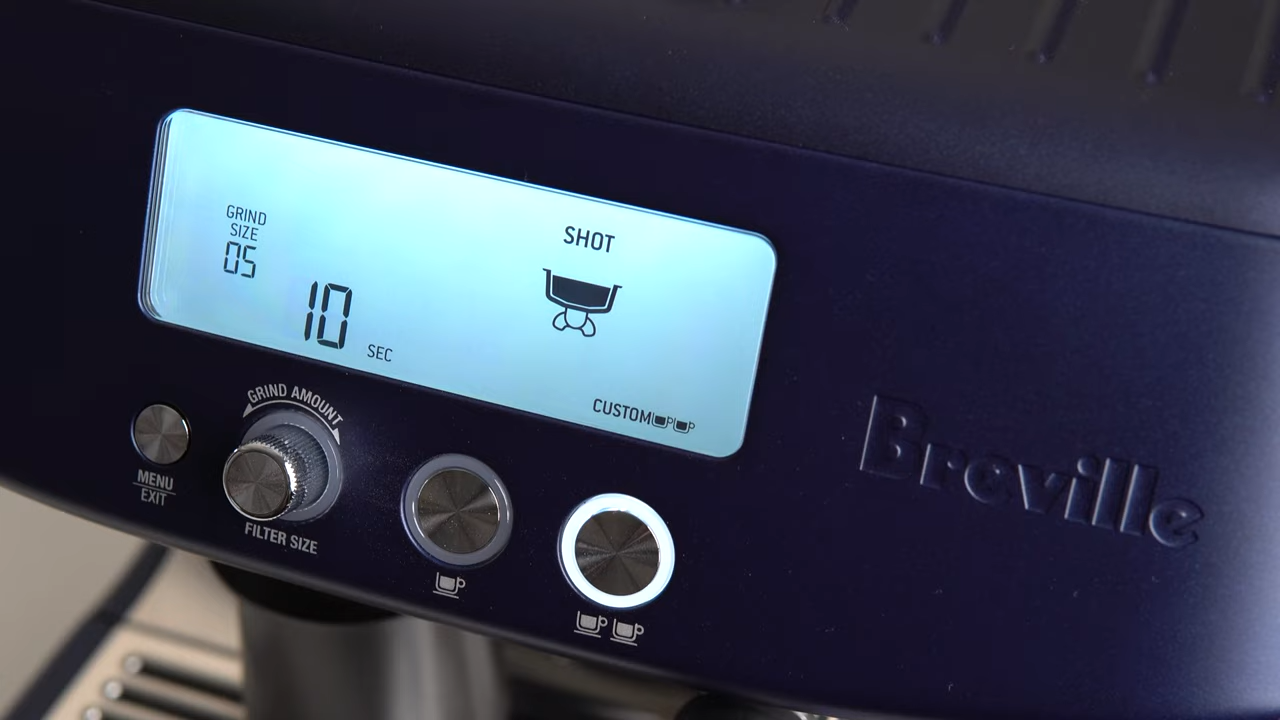 GRIND
SIZE
05
10
SEC
SHOT
CUSTOM
GRIND AMOUNT
MENU
EXIT
FILTER SIZE
Breville